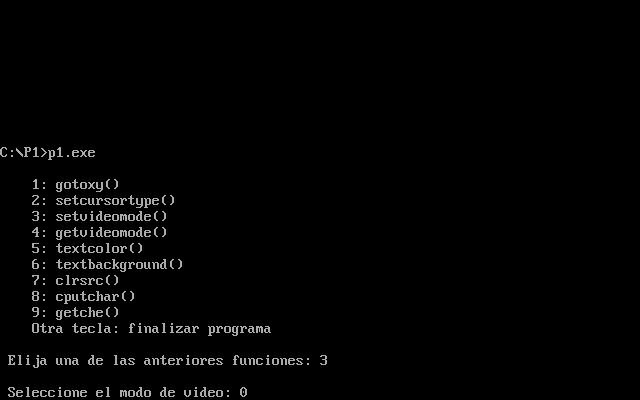 C:\P1>p1.exe
1: gotoxy()
2: setcursortype()
3: setvideomode()
4: getvideomode()
5: textcolor()
6: textbackground()
7: clrsrc()
8: cputchar()
9: getche()
Otra tecla: finalizar programa
Elija una de las anteriores funciones: 3
Seleccione el modo de video: 0